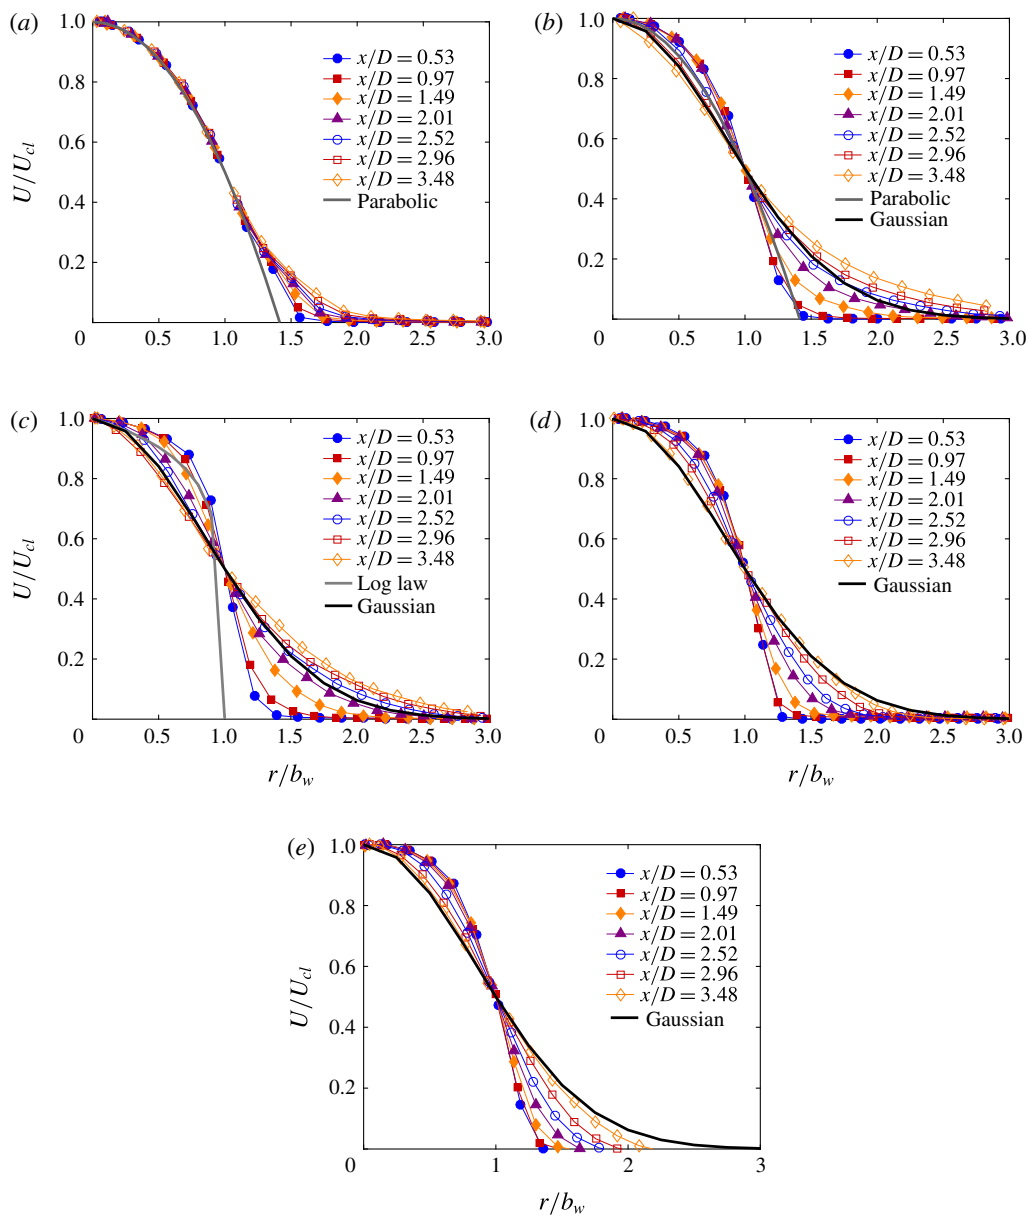 (a)
1.0
0.8
0.6
0.4
0.2
0
0.5
1.0
1.5
2.0
2.5
3.0
U/U_cl
x/D = 0.53
x/D = 0.97
x/D = 1.49
x/D = 2.01
x/D = 2.52
x/D = 2.96
x/D = 3.48
Parabolic
(b)
1.0
0.8
0.6
0.4
0.2
0
0.5
1.0
1.5
2.0
2.5
3.0
x/D = 0.53
x/D = 0.97
x/D = 1.49
x/D = 2.01
x/D = 2.52
x/D = 2.96
x/D = 3.48
Parabolic
Gaussian
(c)
1.0
0.8
0.6
0.4
0.2
0
0.5
1.0
1.5
2.0
2.5
3.0
U/U_cl
r/b_w
x/D = 0.53
x/D = 0.97
x/D = 1.49
x/D = 2.01
x/D = 2.52
x/D = 2.96
x/D = 3.48
Log law
Gaussian
(d)
1.0
0.8
0.6
0.4
0.2
0
0.5
1.0
1.5
2.0
2.5
3.0
r/b_w
x/D = 0.53
x/D = 0.97
x/D = 1.49
x/D = 2.01
x/D = 2.52
x/D = 2.96
x/D = 3.48
Gaussian
(e)
1.0
0.8
0.6
0.4
0.2
0
1
2
3
U/U_cl
r/b_w
x/D = 0.53
x/D = 0.97
x/D = 1.49
x/D = 2.01
x/D = 2.52
x/D = 2.96
x/D = 3.48
Gaussian